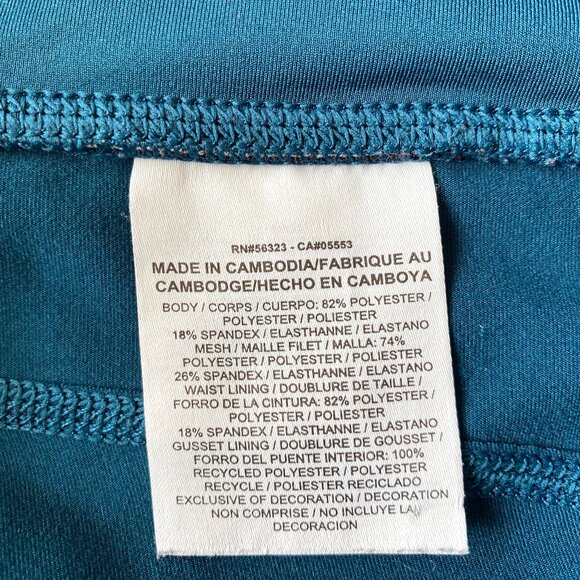 RN#56323 - CA#05553
MADE IN CAMBODIA/FABRIQUE AU
CAMBODGE/HECHO EN CAMBOYA
BODY / CORPS / CUERPO: 82% POLYESTER /
POLYESTER / POLIESTER
18% SPANDEX / ELASTHANNE / ELASTANO
MESH / MAILLE FILET / MALLA: 74%
POLYESTER / POLYESTER / POLIESTER
26% SPANDEX / ELASTHANNE / ELASTANO
WAIST LINING / DOUBLURE DE TAILLE /
FORRO DE LA CINTURA: 82% POLYESTER /
POLYESTER / POLIESTER
18% SPANDEX / ELASTHANNE / ELASTANO
GUSSET LINING / DOUBLURE DE GOUSSET /
FORRO DEL PUENTE INTERIOR: 100%
RECYCLED POLYESTER / POLYESTER
RECYCLÉ / POLIESTER RECICLADO
EXCLUSIVE OF DECORATION / DECORATION
NON COMPRISE / NO INCLUYE LA
DECORACION